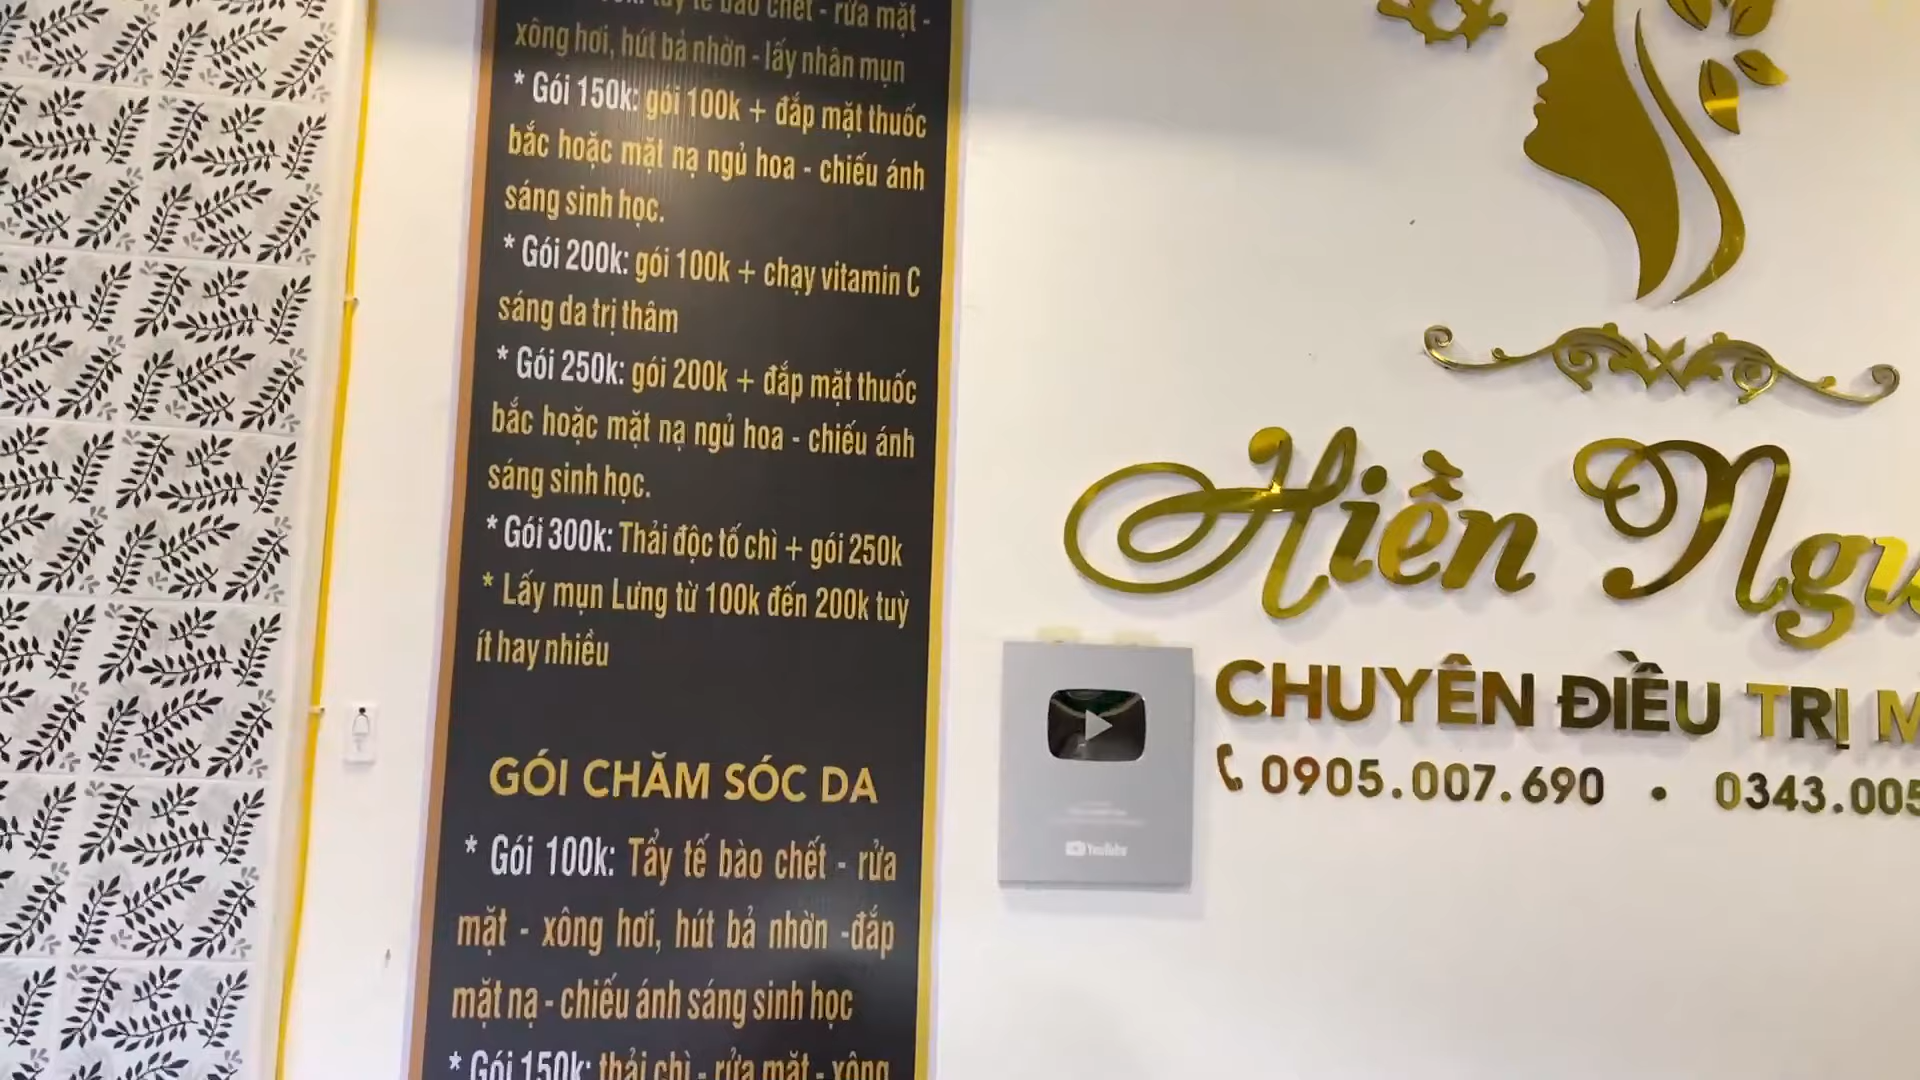 tẩy tế bào chết - rửa mặt -
xông hơi, hút bả nhờn - lấy nhân mụn
* Gói 150k: gói 100k + đắp mặt thuốc
bắc hoặc mặt nạ ngủ hoa - chiếu ánh
sáng sinh học.
* Gói 200k: gói 100k + chạy vitamin C
sáng da trị thâm
* Gói 250k: gói 200k + đắp mặt thuốc
bắc hoặc mặt nạ ngủ hoa - chiếu ánh
sáng sinh học.
* Gói 300k: Thải độc tố chì + gói 250k
* Lấy mụn Lưng từ 100k đến 200k tuỳ
ít hay nhiều
GÓI CHĂM SÓC DA
* Gói 100k: Tẩy tế bào chết - rửa
mặt - xông hơi, hút bả nhờn -đắp
mặt nạ - chiếu ánh sáng sinh học
* Gói 150k: thải chì - rửa mặt - xông
Hiền Ngu
CHUYÊN ĐIỀU TRỊ M
0905.007.690 • 0343.005
YouTube